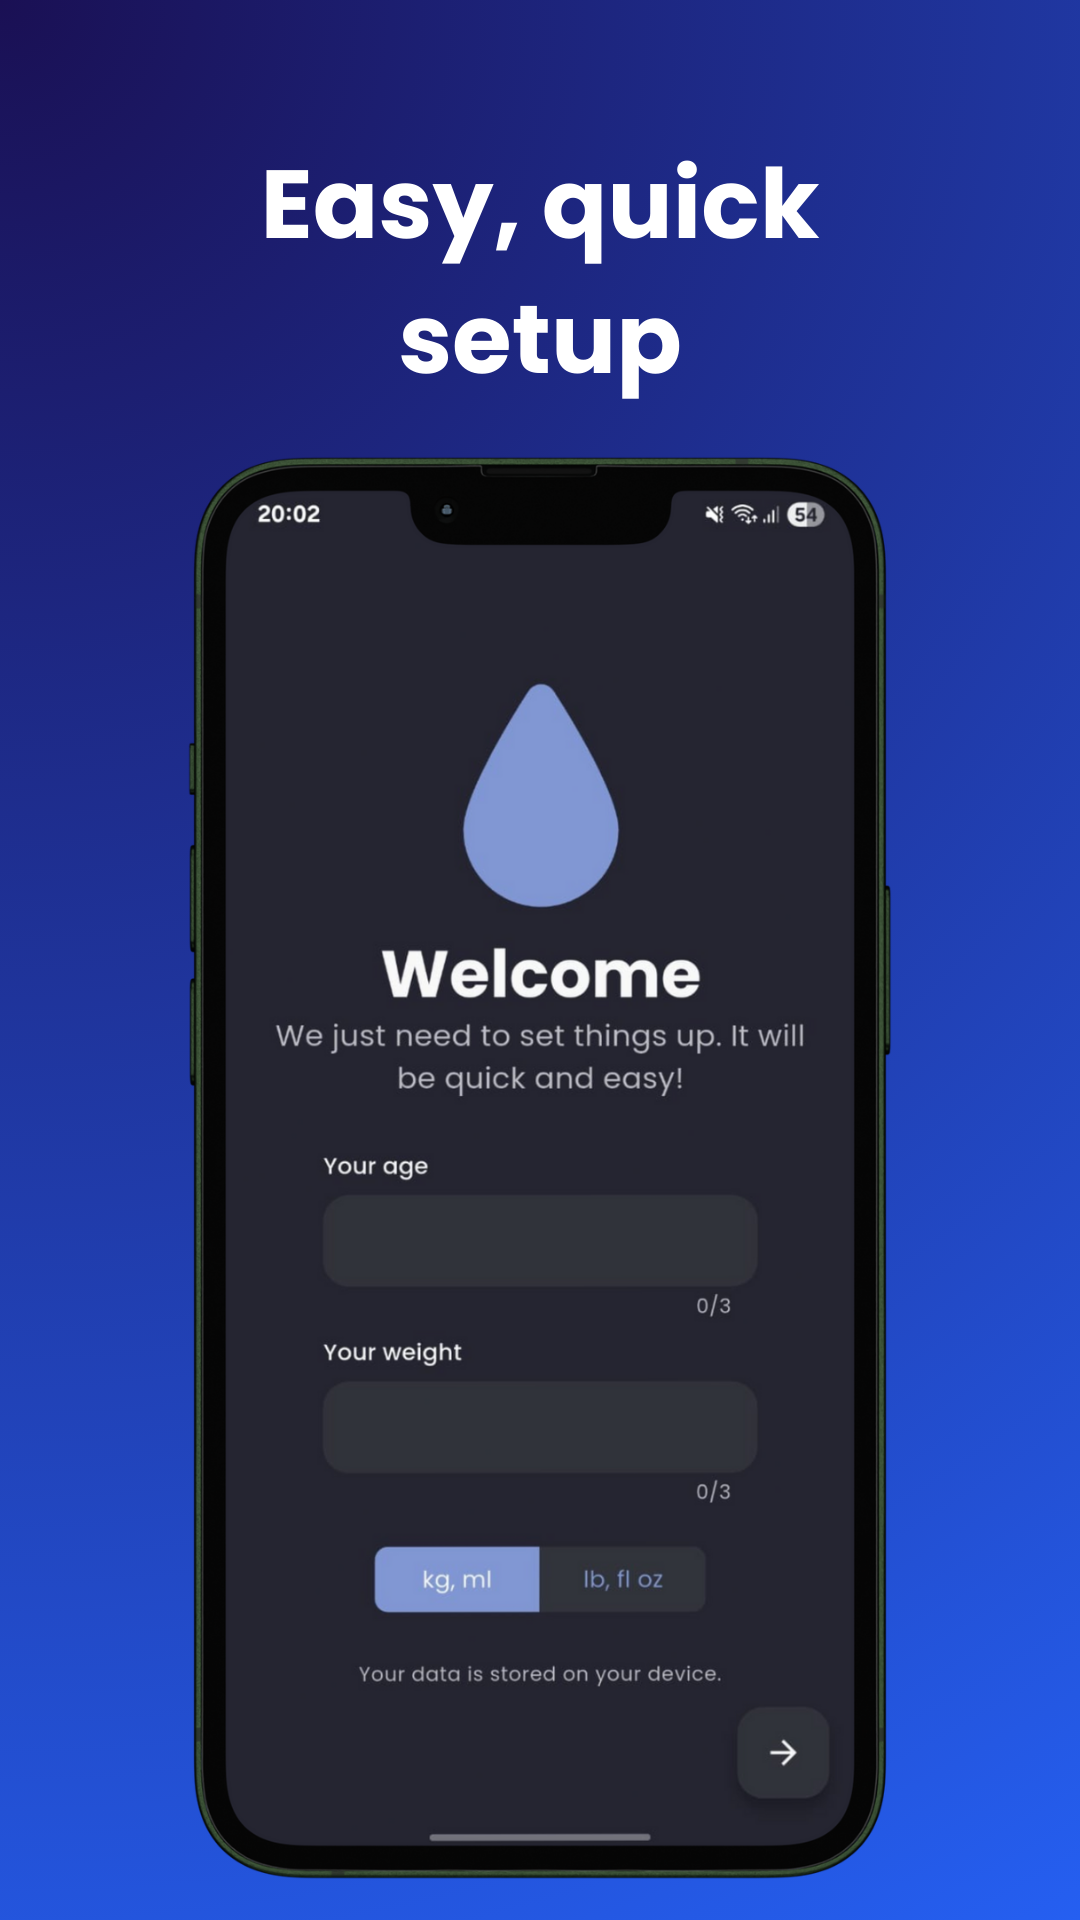 Easy, quick
setup
20:02
54
Welcome
We just need to set things up. It will
be quick and easy!
Your age
0/3
Your weight
0/3
kg, ml
lb, fl oz
Your data is stored on your device.